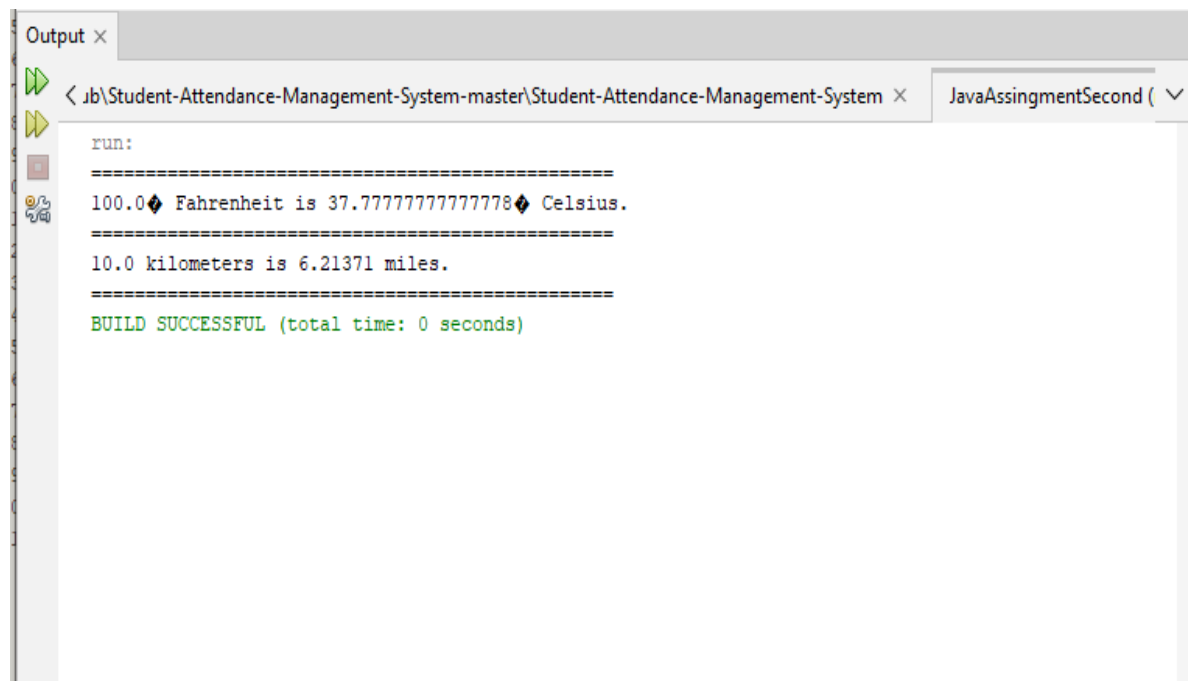 Output
ub\Student-Attendance-Management-System-master\Student-Attendance-Management-System JavaAssingmentSecond (
run:
================================================
100.0� Fahrenheit is 37.77777777777778� Celsius.
================================================
10.0 kilometers is 6.21371 miles.
================================================
BUILD SUCCESSFUL (total time: 0 seconds)